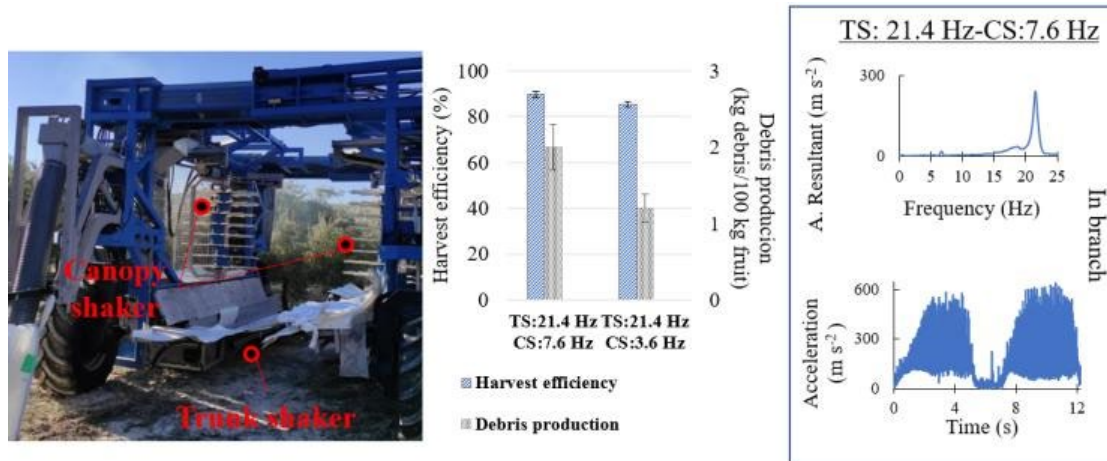 Canopy
shaker
Trunk shaker
Harvest efficiency (%)
100
80
60
40
20
0
3
2
1
0
Debris producion
(kg debris/100 kg fruit)
TS:21.4 Hz TS:21.4 Hz
CS:7.6 Hz CS:3.6 Hz
Harvest efficiency
Debris production
TS: 21.4 Hz-CS:7.6 Hz
A. Resultant (m s⁻²)
300
0
0 5 10 15 20 25
Frequency (Hz)
In branch
Acceleration
(m s⁻²)
600
300
0
0 4 8 12
Time (s)